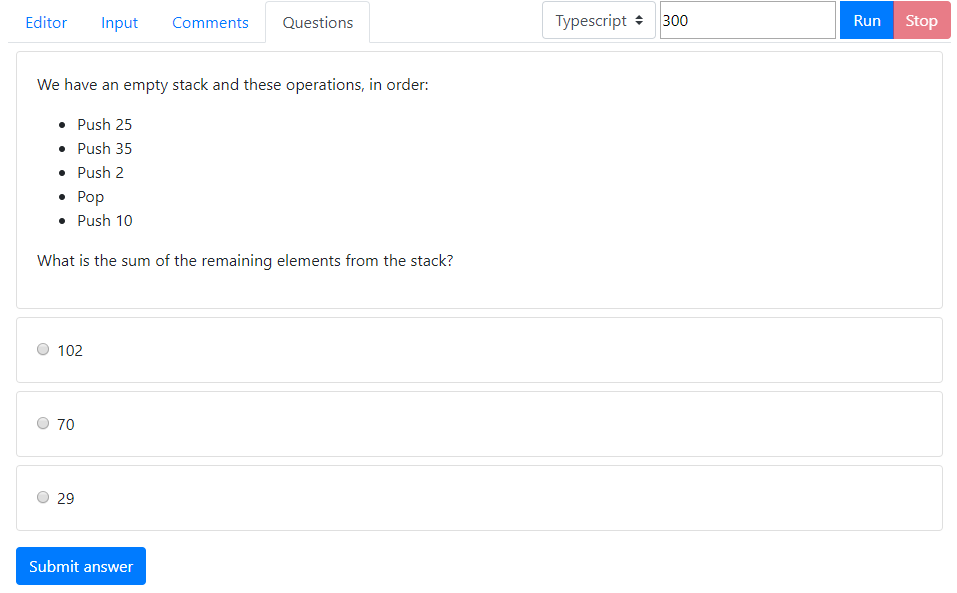 Editor Input Comments Questions Typescript 300 Run Stop
We have an empty stack and these operations, in order:
Push 25
Push 35
Push 2
Pop
Push 10
What is the sum of the remaining elements from the stack?
102
70
29
Submit answer